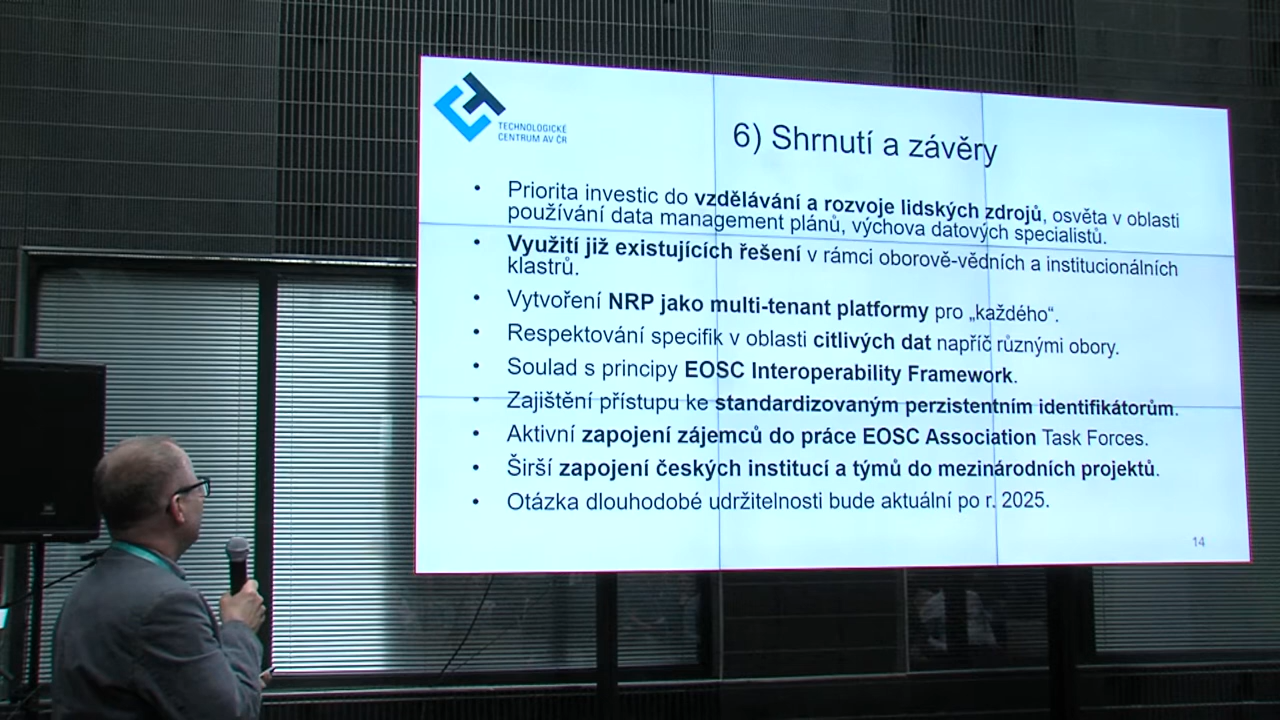 TECHNOLOGICKÉ
CENTRUM AV ČR
6) Shrnutí a závěry
• Priorita investic do vzdělávání a rozvoje lidských zdrojů, osvěta v oblasti
používání data management plánů, výchova datových specialistů.
• Využití již existujících řešení v rámci oborově-vědních a institucionálních
klastrů.
• Vytvoření NRP jako multi-tenant platformy pro „každého“.
• Respektování specifik v oblasti citlivých dat napříč různými obory.
• Soulad s principy EOSC Interoperability Framework.
• Zajištění přístupu ke standardizovaným perzistentním identifikátorům.
• Aktivní zapojení zájemců do práce EOSC Association Task Forces.
• Širší zapojení českých institucí a týmů do mezinárodních projektů.
• Otázka dlouhodobé udržitelnosti bude aktuální po r. 2025.
14